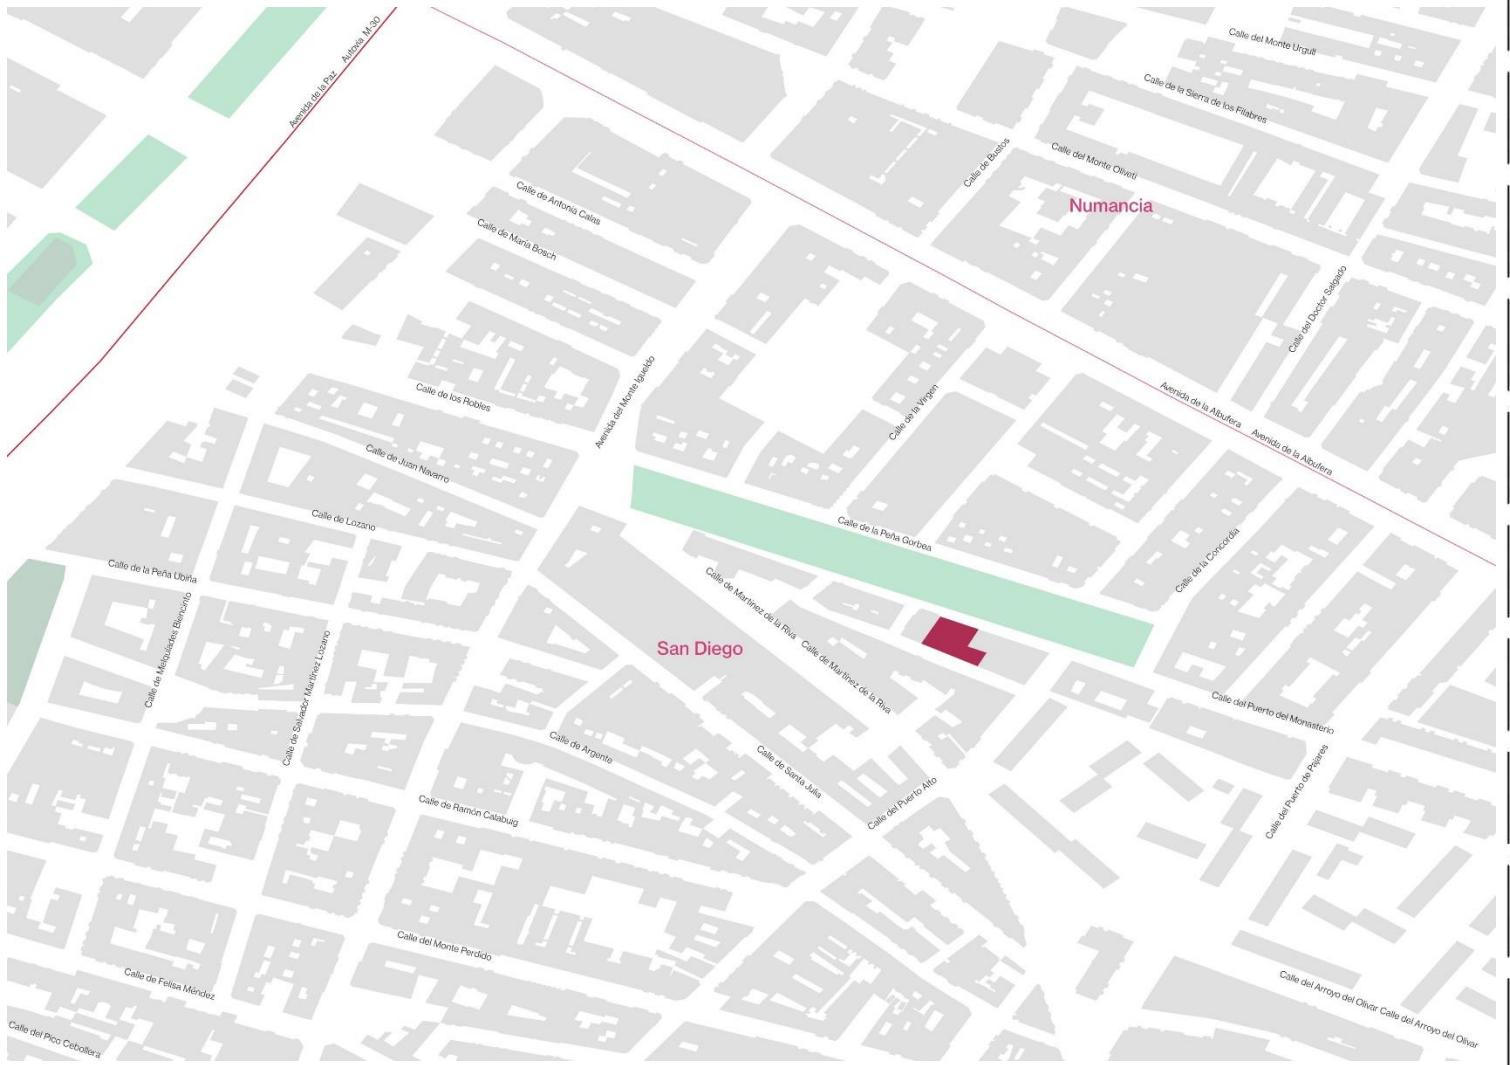 Calle del Monte Urgull
Autovía M-30
Avenida de la Paz
Calle de la Sierra de los Filabres
Calle de Bustos
Calle del Monte Oliveti
Numancia
Calle de Antonia Calas
Calle de María Bosch
Calle del Doctor Salgado
Avenida del Monte Igueldo
Calle de los Robles
Calle de la Virgen
Avenida de la Albufera
Avenida de la Albufera
Calle de Juan Navarro
Calle de Lozano
Calle de la Peña Gorbea
Calle de la Concordia
Calle de la Peña Ubiña
Calle de Martínez de la Riva
Calle de Martínez de la Riva
Calle de Melquiades Biencinto
Calle de Salvador Martínez Lozano
San Diego
Calle del Puerto del Monasterio
Calle de Argente
Calle de Santa Julia
Calle del Puerto Alto
Calle del Puerto de Pajares
Calle de Ramón Calabuig
Calle del Monte Perdido
Calle de Felisa Méndez
Calle del Arroyo del Olivar
Calle del Arroyo del Olivar
Calle del Pico Cebollera